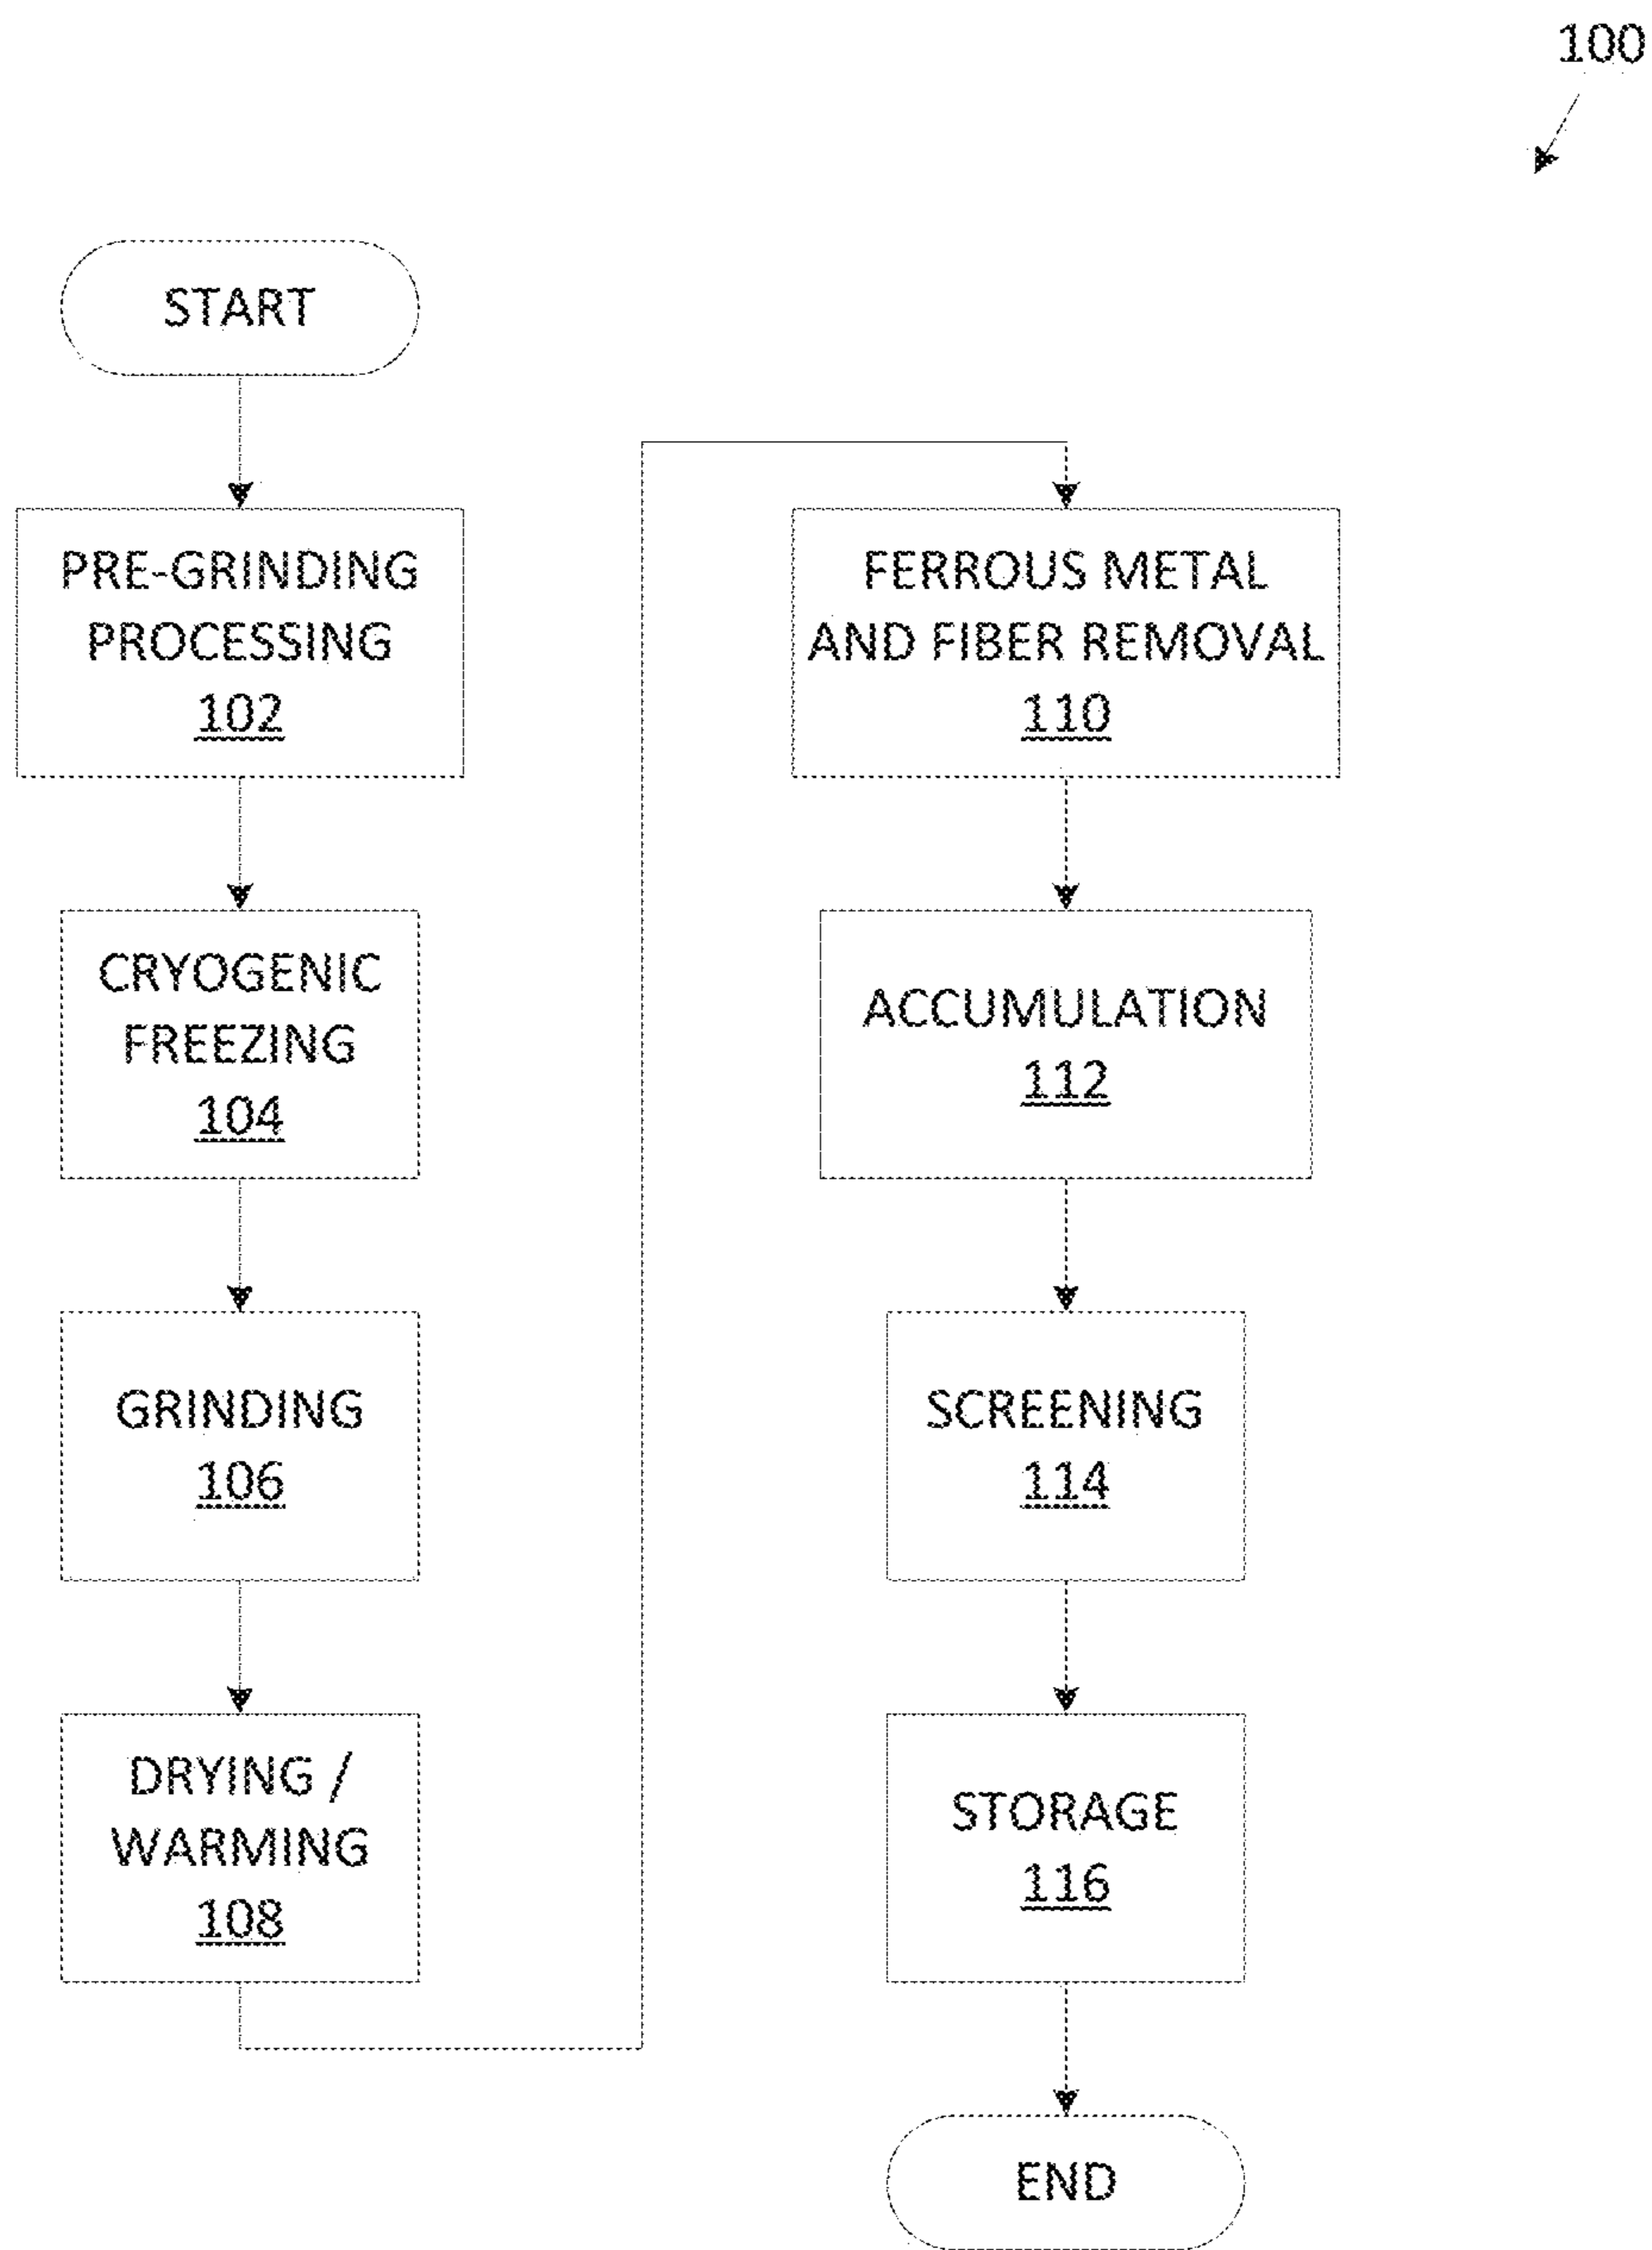 100
START
PRE-GRINDING
PROCESSING
102
CRYOGENIC
FREEZING
104
GRINDING
106
DRYING /
WARMING
108
FERROUS METAL
AND FIBER REMOVAL
110
ACCUMULATION
112
SCREENING
114
STORAGE
116
END